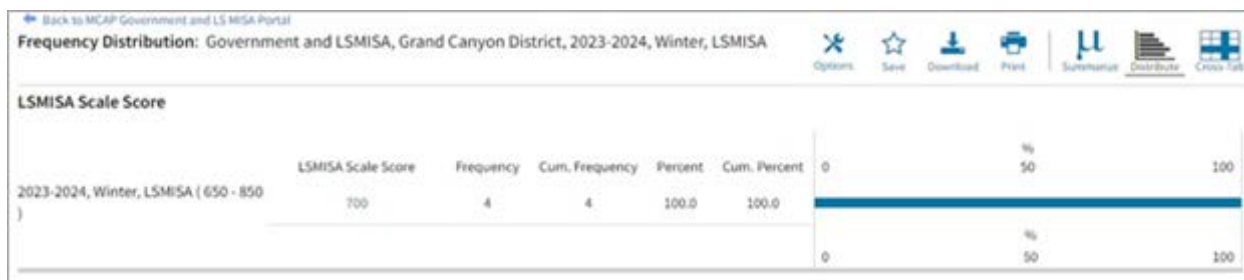 Back to MCAP Government and LS MISA Portal
Frequency Distribution: Government and LSMISA, Grand Canyon District, 2023-2024, Winter, LSMISA
Options Save Download Print Summarize Distribute Cross-Tab
LSMISA Scale Score
%
LSMISA Scale Score Frequency Cum. Frequency Percent Cum. Percent 0 50 100
2023-2024, Winter, LSMISA ( 650 - 850
) 700 4 4 100.0 100.0
%
0 50 100